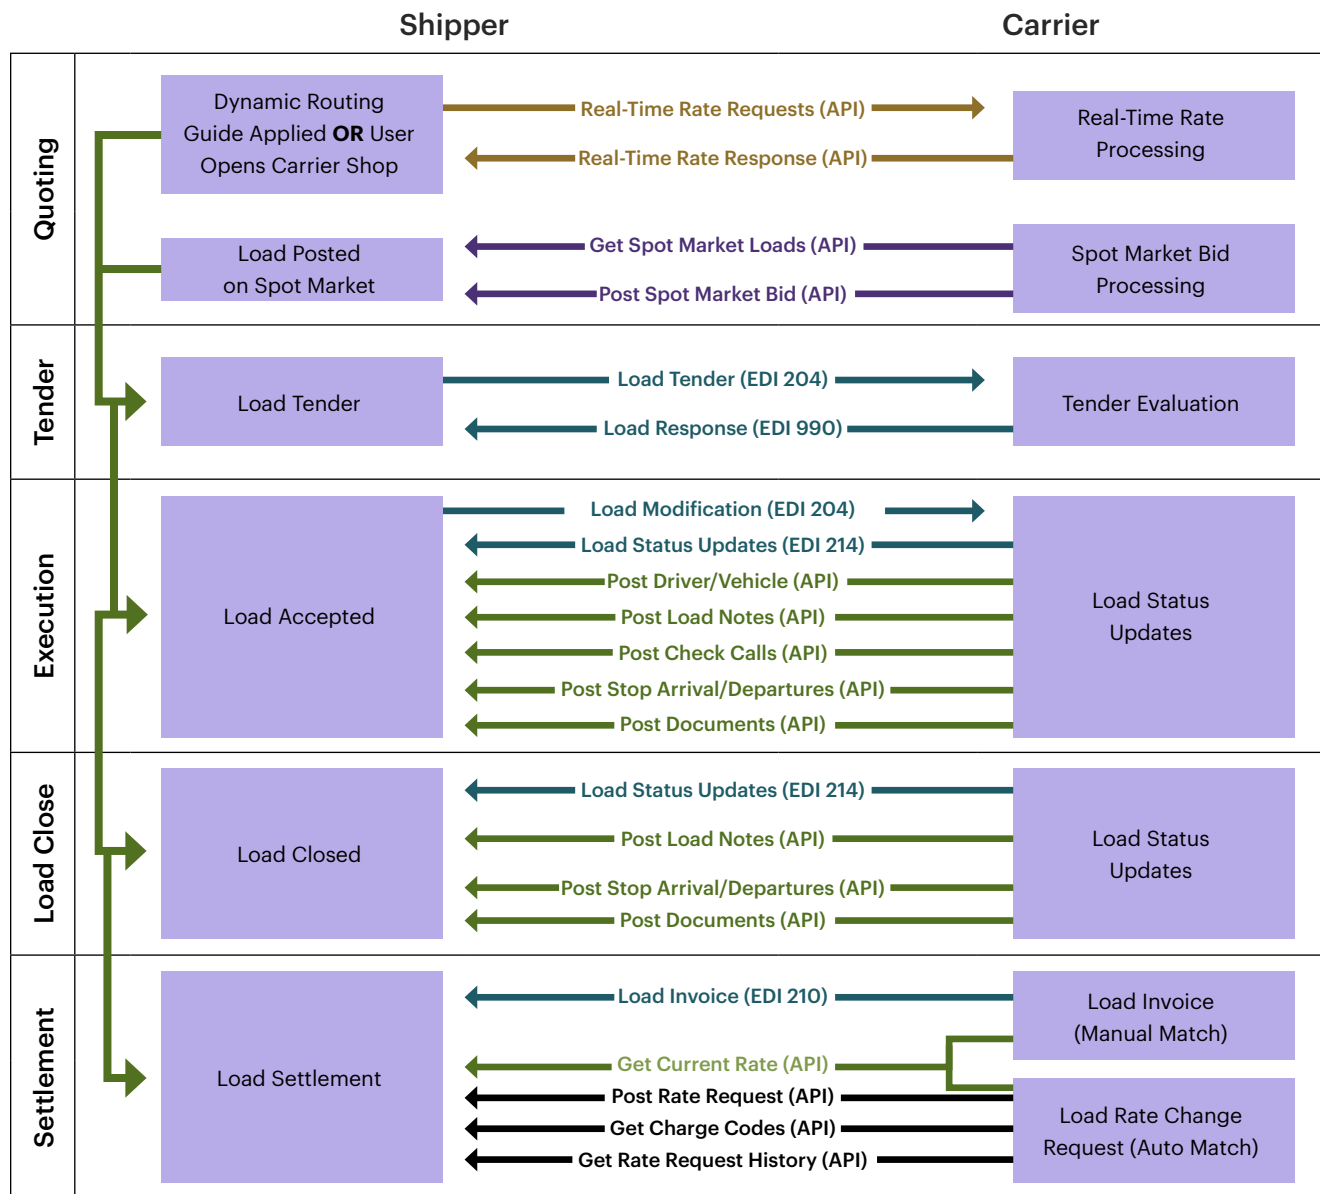 Shipper
Carrier
Quoting
Dynamic Routing
Guide Applied OR User
Opens Carrier Shop
Real-Time Rate Requests (API)
Real-Time Rate Response (API)
Real-Time Rate
Processing
Load Posted
on Spot Market
Get Spot Market Loads (API)
Post Spot Market Bid (API)
Spot Market Bid
Processing
Tender
Load Tender
Load Tender (EDI 204)
Load Response (EDI 990)
Tender Evaluation
Execution
Load Accepted
Load Modification (EDI 204)
Load Status Updates (EDI 214)
Post Driver/Vehicle (API)
Post Load Notes (API)
Post Check Calls (API)
Post Stop Arrival/Departures (API)
Post Documents (API)
Load Status
Updates
Load Close
Load Closed
Load Status Updates (EDI 214)
Post Load Notes (API)
Post Stop Arrival/Departures (API)
Post Documents (API)
Load Status
Updates
Settlement
Load Settlement
Load Invoice (EDI 210)
Get Current Rate (API)
Post Rate Request (API)
Get Charge Codes (API)
Get Rate Request History (API)
Load Invoice
(Manual Match)
Load Rate Change
Request (Auto Match)